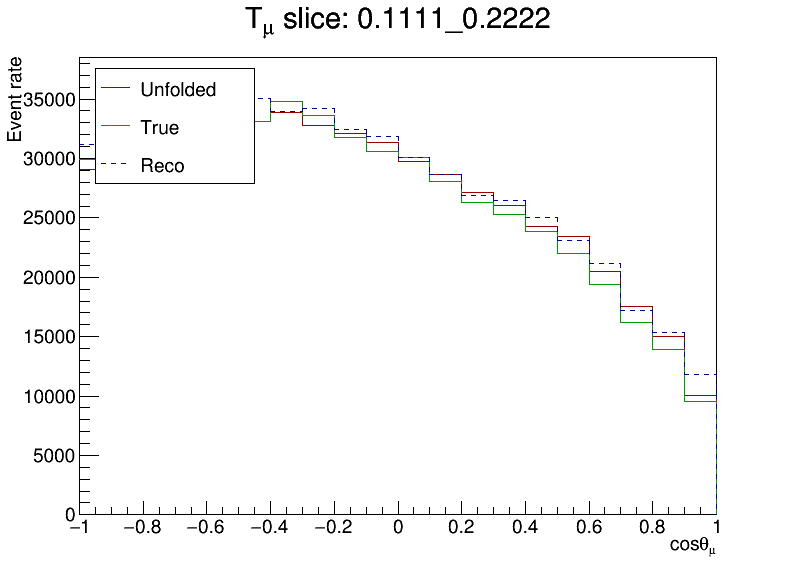 Tμ slice: 0.1111_0.2222
Event rate
35000
30000
25000
20000
15000
10000
5000
0
Unfolded
True
Reco
−1 −0.8 −0.6 −0.4 −0.2 0 0.2 0.4 0.6 0.8 1
cosθμ